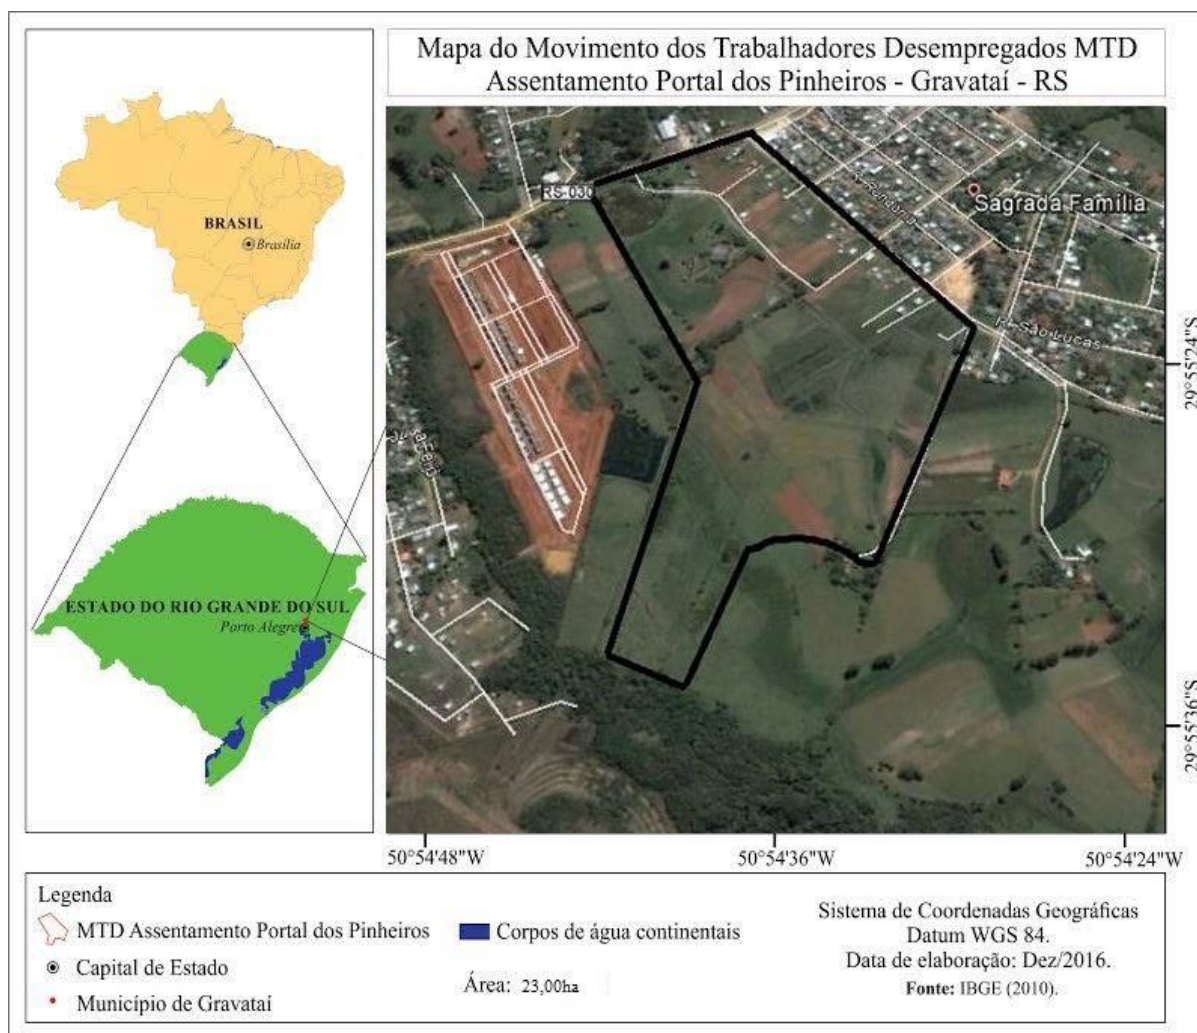 Mapa do Movimento dos Trabalhadores Desempregados MTD
Assentamento Portal dos Pinheiros - Gravataí - RS
BRASIL
Brasília
ESTADO DO RIO GRANDE DO SUL
Porto Alegre
RS-030
Sagrada Família
R. São Lucas
29°55'24"S
29°55'36"S
50°54'48"W
50°54'36"W
50°54'24"W
Legenda
MTD Assentamento Portal dos Pinheiros
Capital de Estado
Município de Gravataí
Corpos de água continentais
Área: 23,00ha
Sistema de Coordenadas Geográficas
Datum WGS 84.
Data de elaboração: Dez/2016.
Fonte: IBGE (2010).